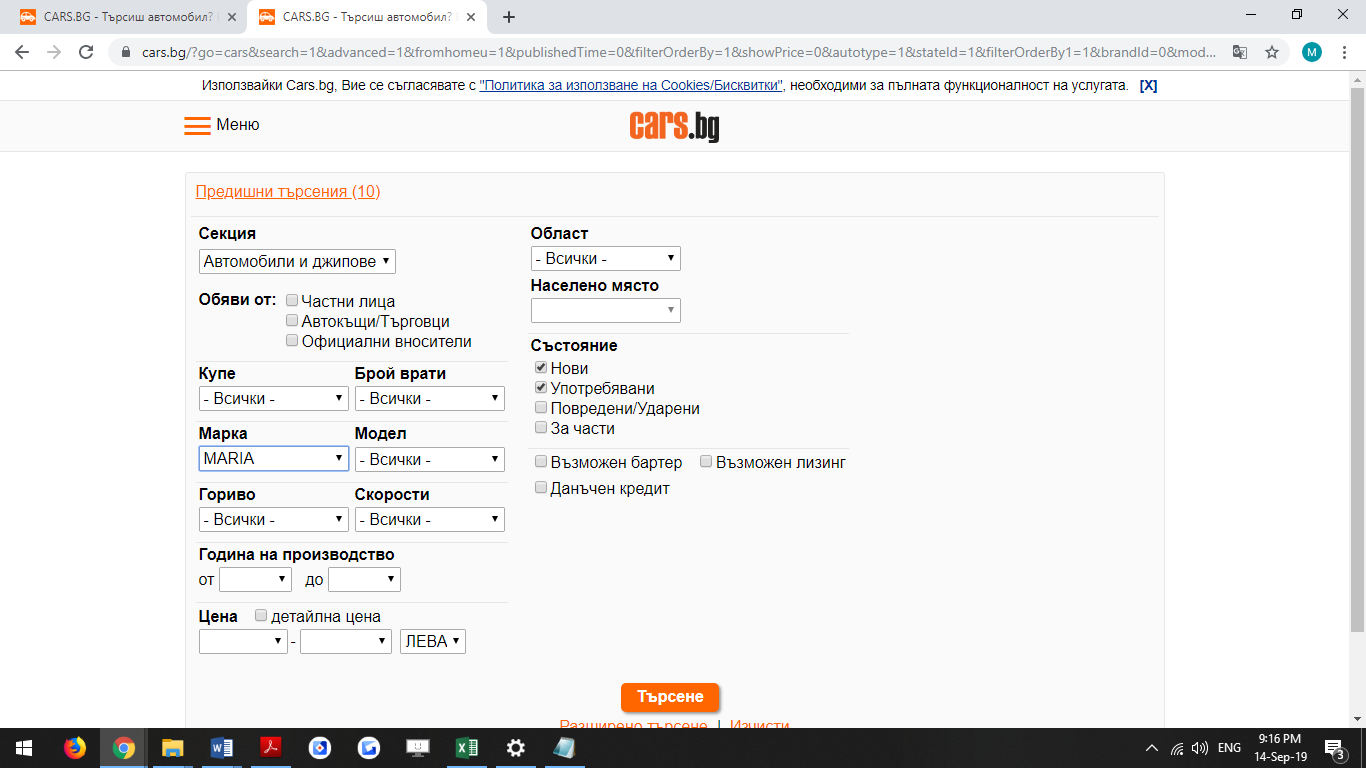 CARS.BG - Търсиш автомобил?
CARS.BG - Търсиш автомобил?
cars.bg/?go=cars&search=1&advanced=1&fromhomeu=1&publishedTime=0&filterOrderBy=1&showPrice=0&autotype=1&stateId=1&filterOrderBy1=1&brandId=0&mod...
M
Използвайки Cars.bg, Вие се съгласявате с "Политика за използване на Cookies/Бисквитки", необходими за пълната функционалност на услугата. [X]
Меню
cars.bg
Предишни търсения (10)
Секция
Автомобили и джипове
Обяви от:
Частни лица
Автокъщи/Търговци
Официални вносители
Купе
Брой врати
- Всички -
- Всички -
Марка
Модел
MARIA
- Всички -
Гориво
Скорости
- Всички -
- Всички -
Година на производство
от
до
Цена
детайлна цена
-
ЛЕВА
Област
- Всички -
Населено място
Състояние
Нови
Употребявани
Повредени/Ударени
За части
Възможен бартер
Възможен лизинг
Данъчен кредит
Търсене
Разширено търсене | Изчисти
ENG
9:16 PM
14-Sep-19
3